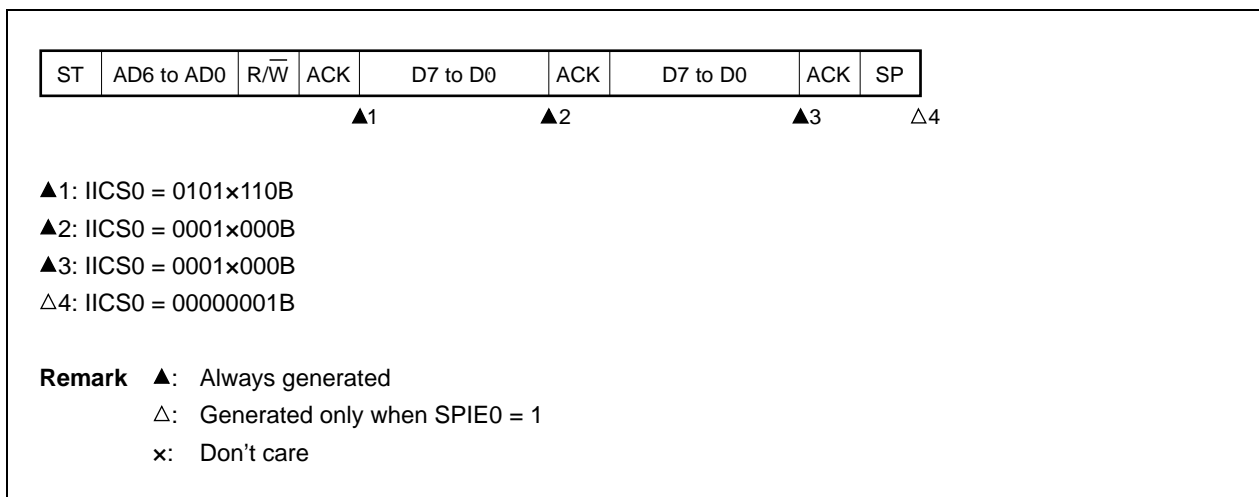 ST AD6 to AD0 R/W̅ ACK D7 to D0 ACK D7 to D0 ACK SP
▲1 ▲2 ▲3 △4
▲1: IICS0 = 0101×110B
▲2: IICS0 = 0001×000B
▲3: IICS0 = 0001×000B
△4: IICS0 = 00000001B
Remark ▲: Always generated
△: Generated only when SPIE0 = 1
×: Don't care